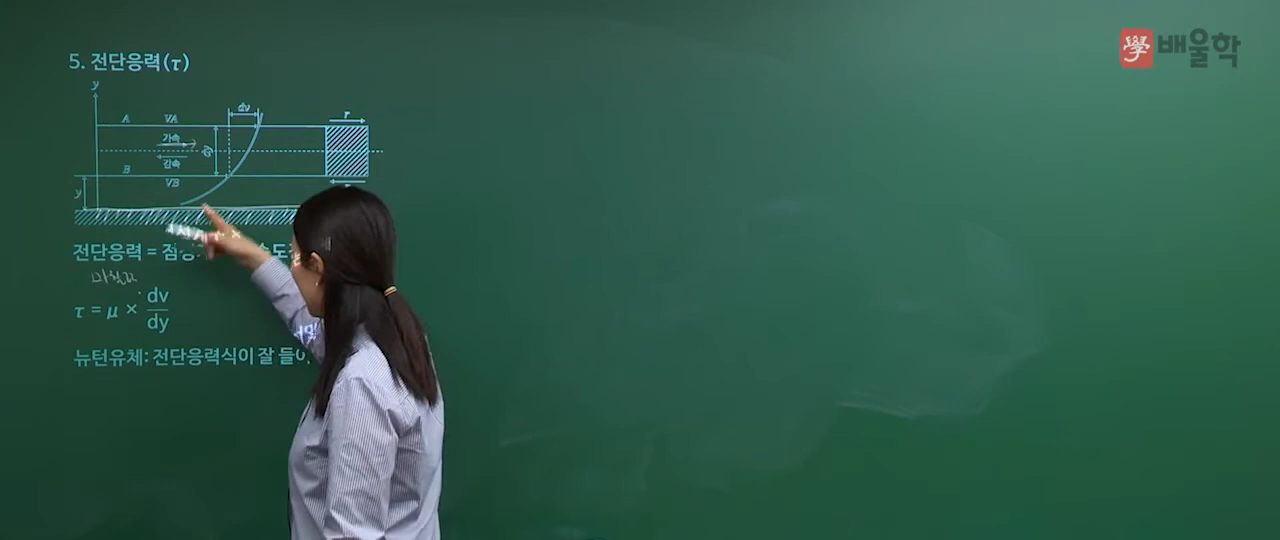 學 배울학
5. 전단응력(τ)
y
dv
A VA τ
가속
dy
감속
B
VB
y
전단응력 = 점성
마찰
τ = μ × dv/dy
뉴턴유체: 전단응력식이 잘 들어